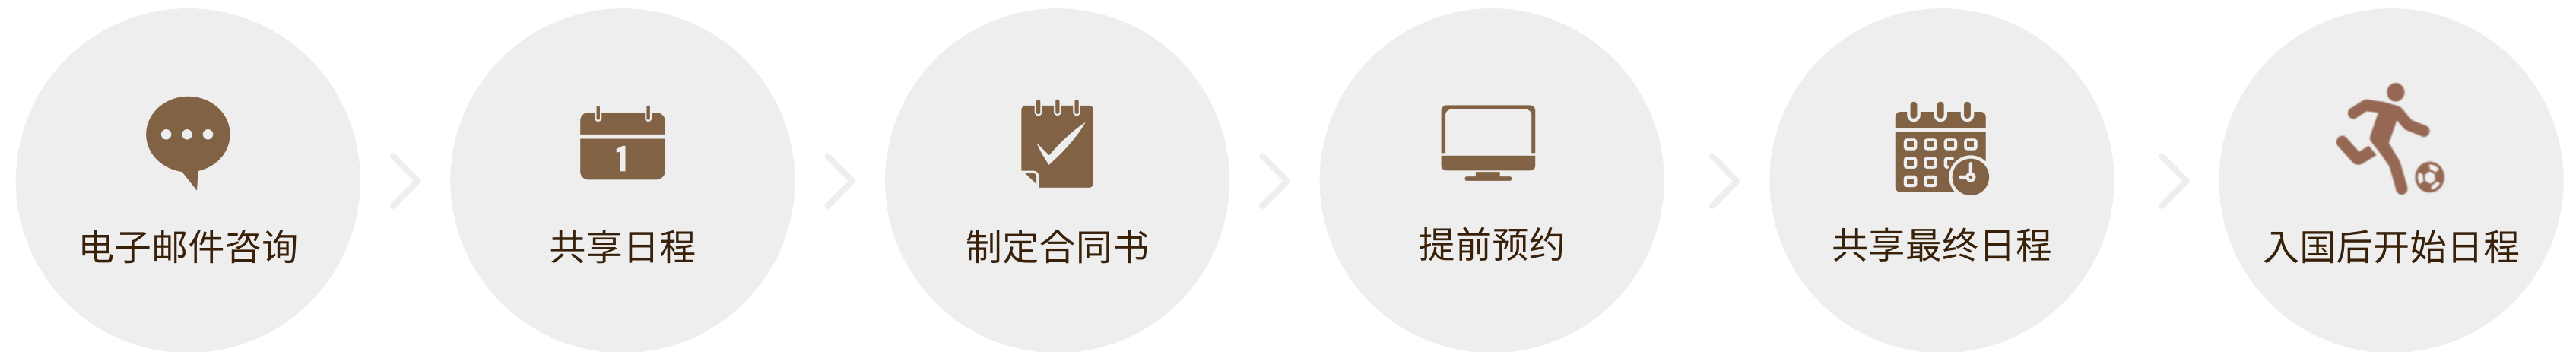 电子邮件咨询
1
共享日程
制定合同书
提前预约
共享最终日程
入国后开始日程